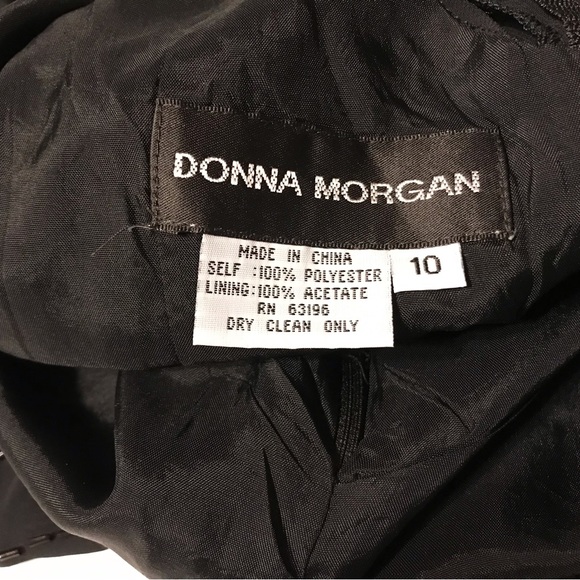 DONNA MORGAN
MADE IN CHINA
SELF :100% POLYESTER
LINING:100% ACETATE
RN 63196
DRY CLEAN ONLY
10